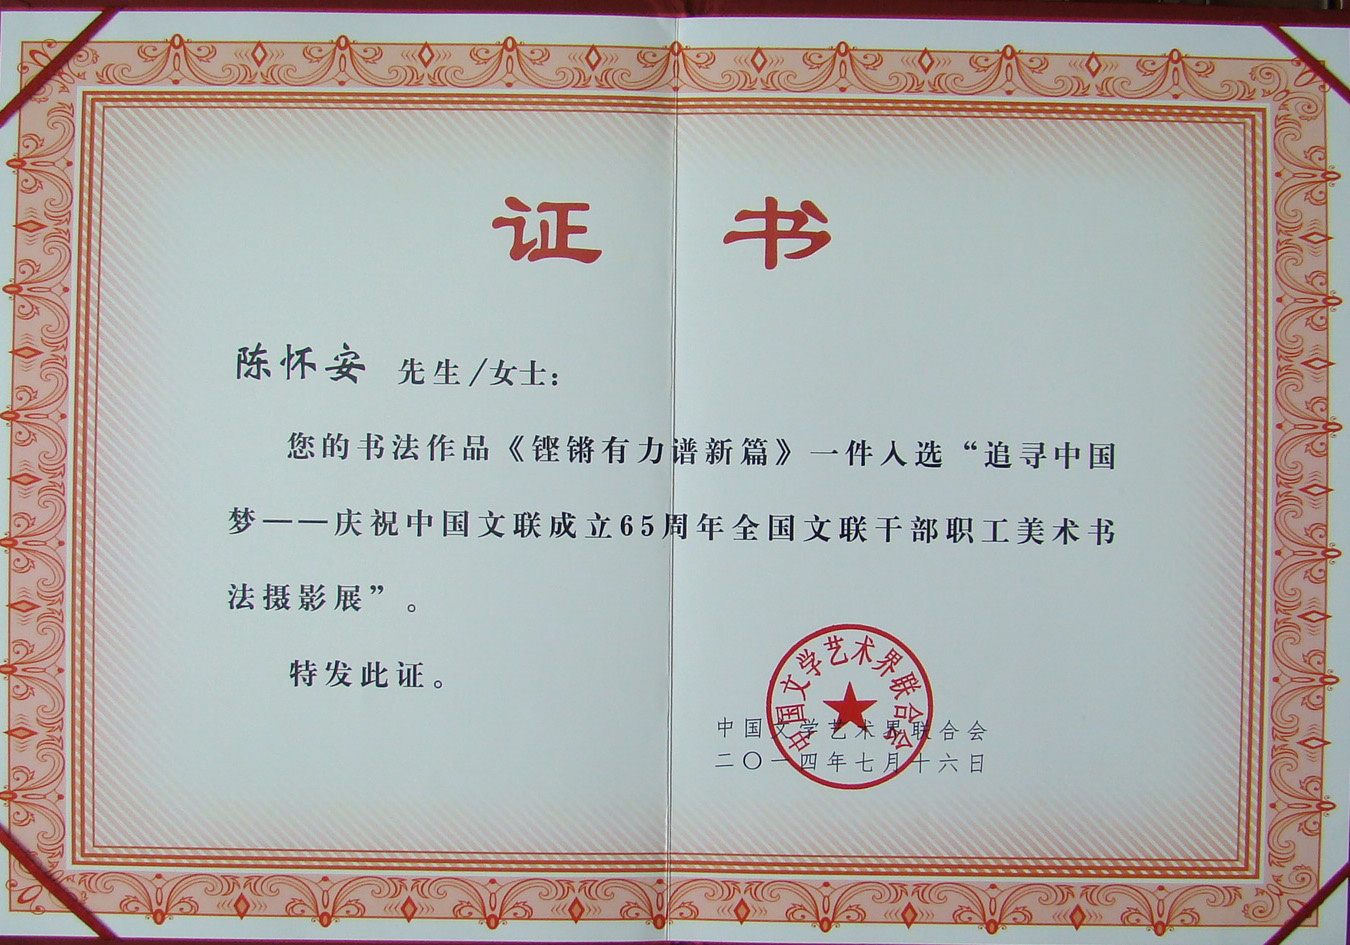 证 书
陈怀安 先生/女士:
您的书法作品《铿锵有力谱新篇》一件入选“追寻中国
梦——庆祝中国文联成立65周年全国文联干部职工美术书
法摄影展”。
特发此证。
中国文学艺术界联合会
中国文学艺术界联合会
二〇一四年七月十六日